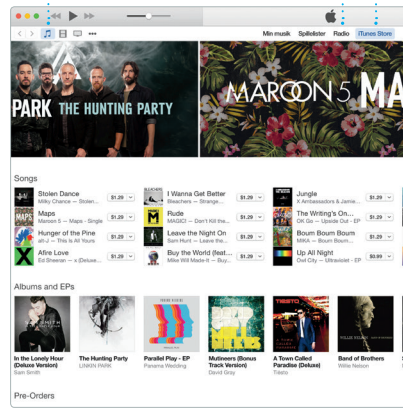 Min musik Spillelister Radio iTunes Store
PARK THE HUNTING PARTY
MAROON 5 MA
Songs
Stolen Dance
Milky Chance — Stolen...
$1.29
Maps
Maroon 5 — Maps - Single
$1.29
Hunger of the Pine
alt-J — This Is All Yours
$1.29
Afire Love
Ed Sheeran — x (Deluxe...
$1.29
I Wanna Get Better
Bleachers — Strange...
$1.29
Rude
MAGIC! — Don't Kill the...
$1.29
Leave the Night On
Sam Hunt — Leave the...
$1.29
Buy the World (feat...
Mike Will Made-It — Buy...
$1.29
Jungle
X Ambassadors & Jamie...
$1.29
The Writing's On...
OK Go — Upside Out - EP
$1.29
Boum Boum Boum
MIKA — Boum Boum...
$1.29
Up All Night
Owl City — Ultraviolet - EP
$0.99
Albums and EPs
In the Lonely Hour
(Deluxe Version)
Sam Smith
The Hunting Party
LINKIN PARK
Parallel Play - EP
Panama Wedding
Mutineers (Bonus
Track Version)
David Gray
A Town Called
Paradise (Deluxe)
Tiësto
Band of Brothers
Willie Nelson
Pre-Orders